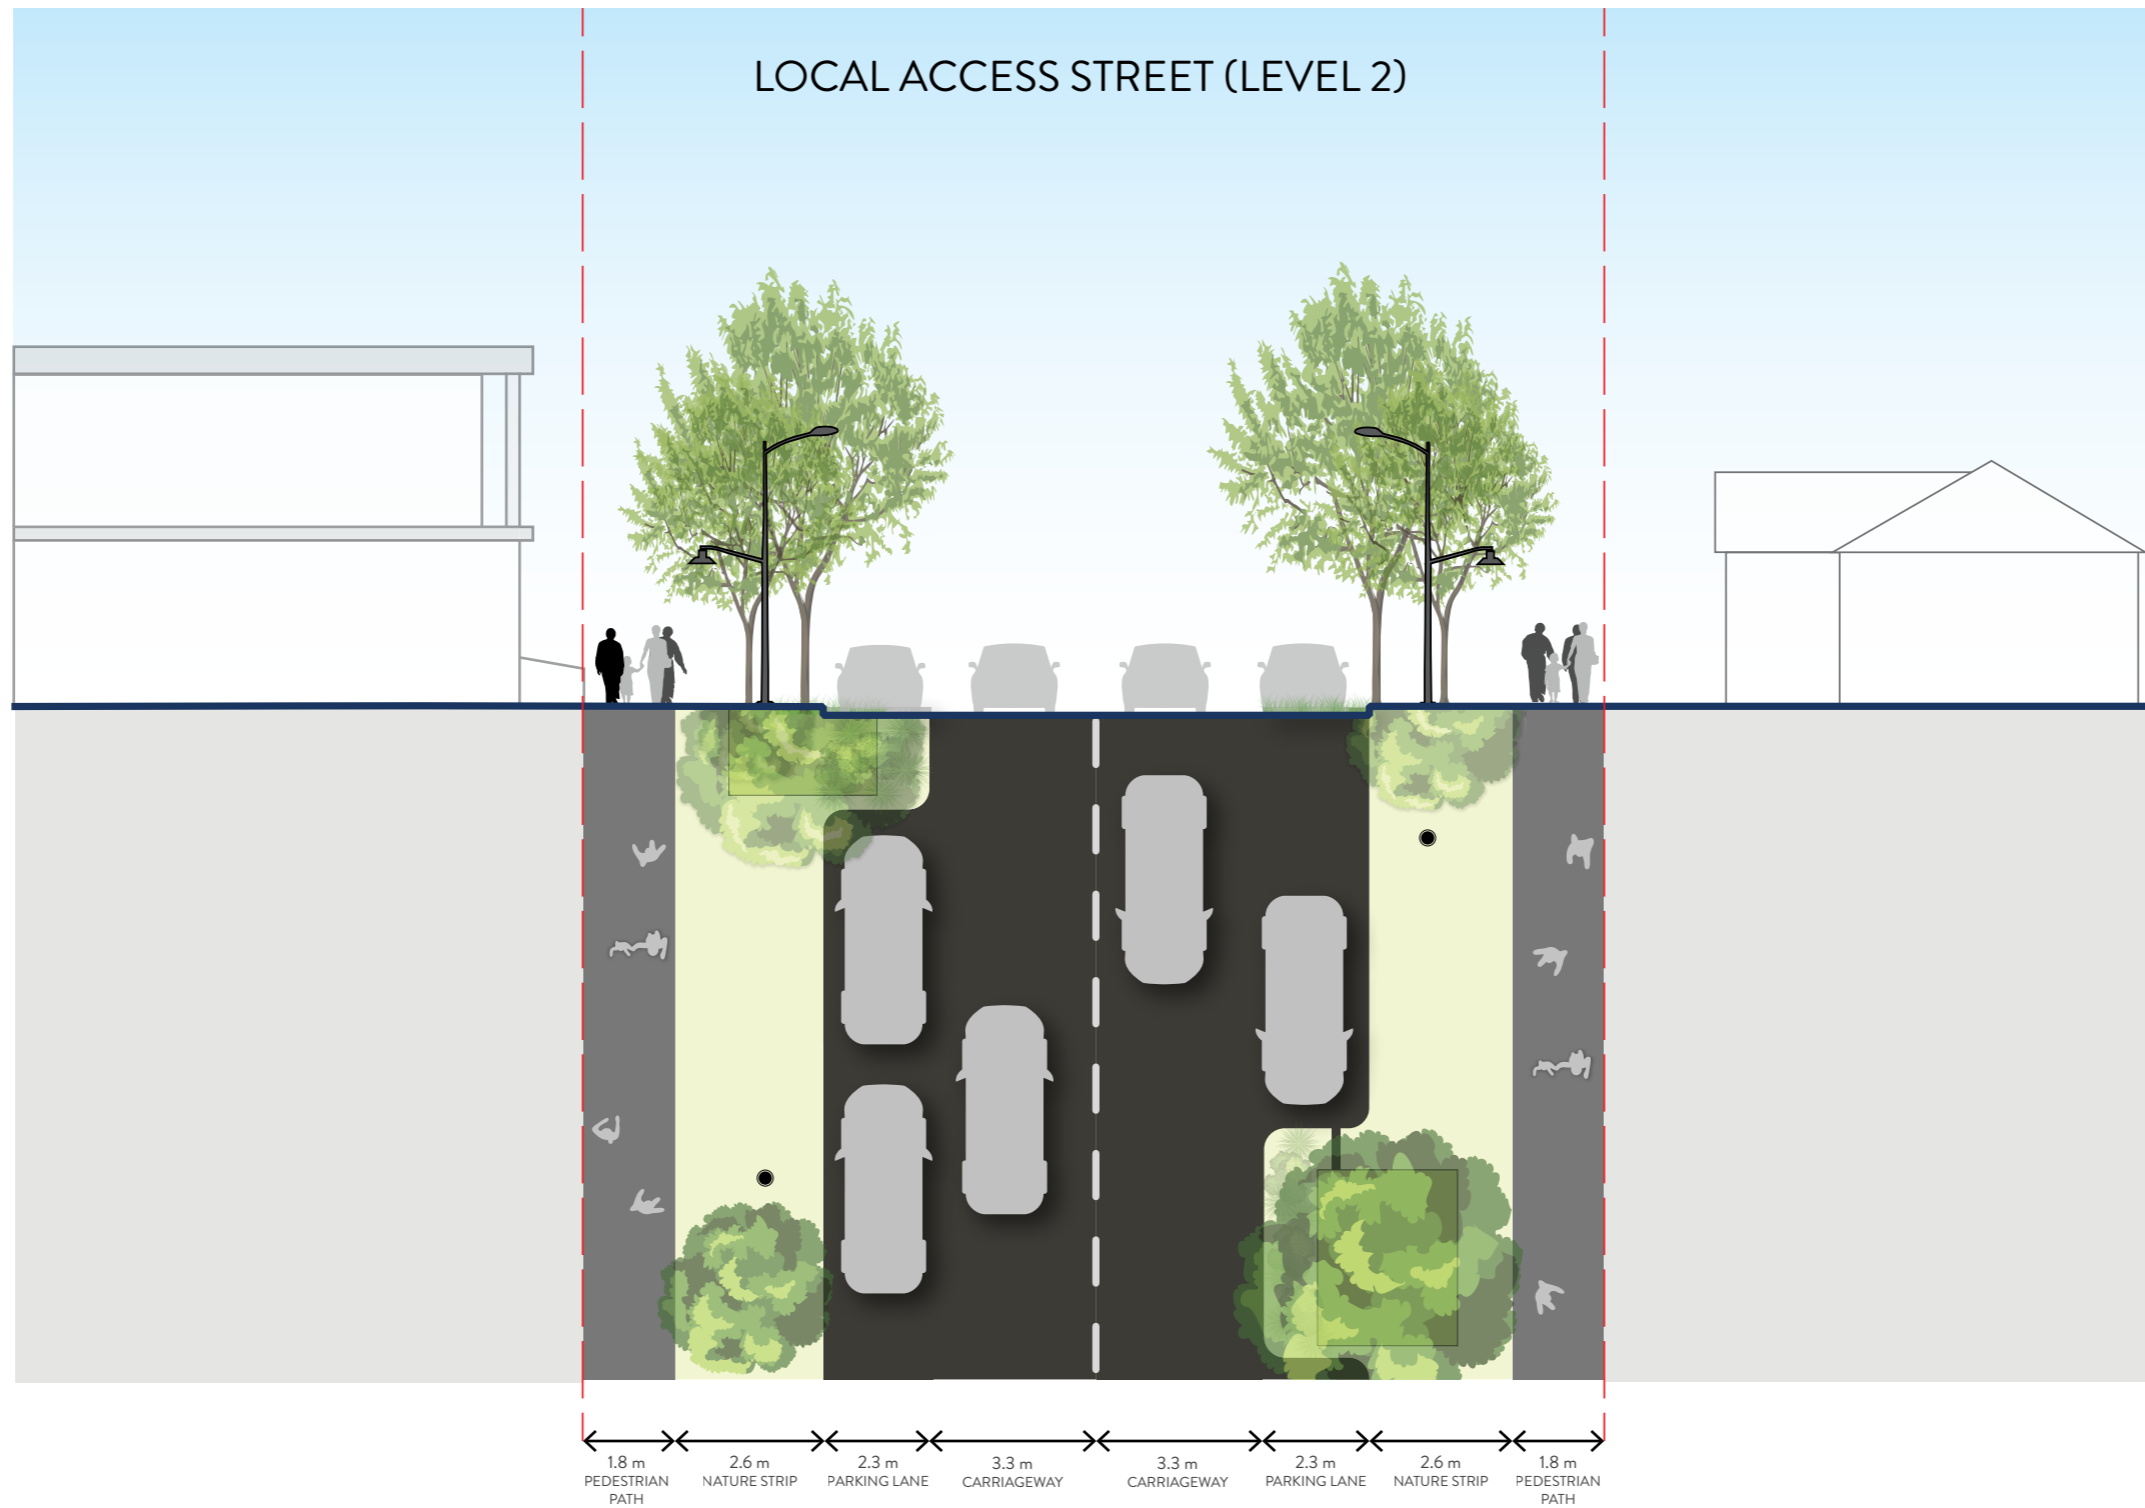 LOCAL ACCESS STREET (LEVEL 2)
1.8 m
PEDESTRIAN
PATH
2.6 m
NATURE STRIP
2.3 m
PARKING LANE
3.3 m
CARRIAGEWAY
3.3 m
CARRIAGEWAY
2.3 m
PARKING LANE
2.6 m
NATURE STRIP
1.8 m
PEDESTRIAN
PATH